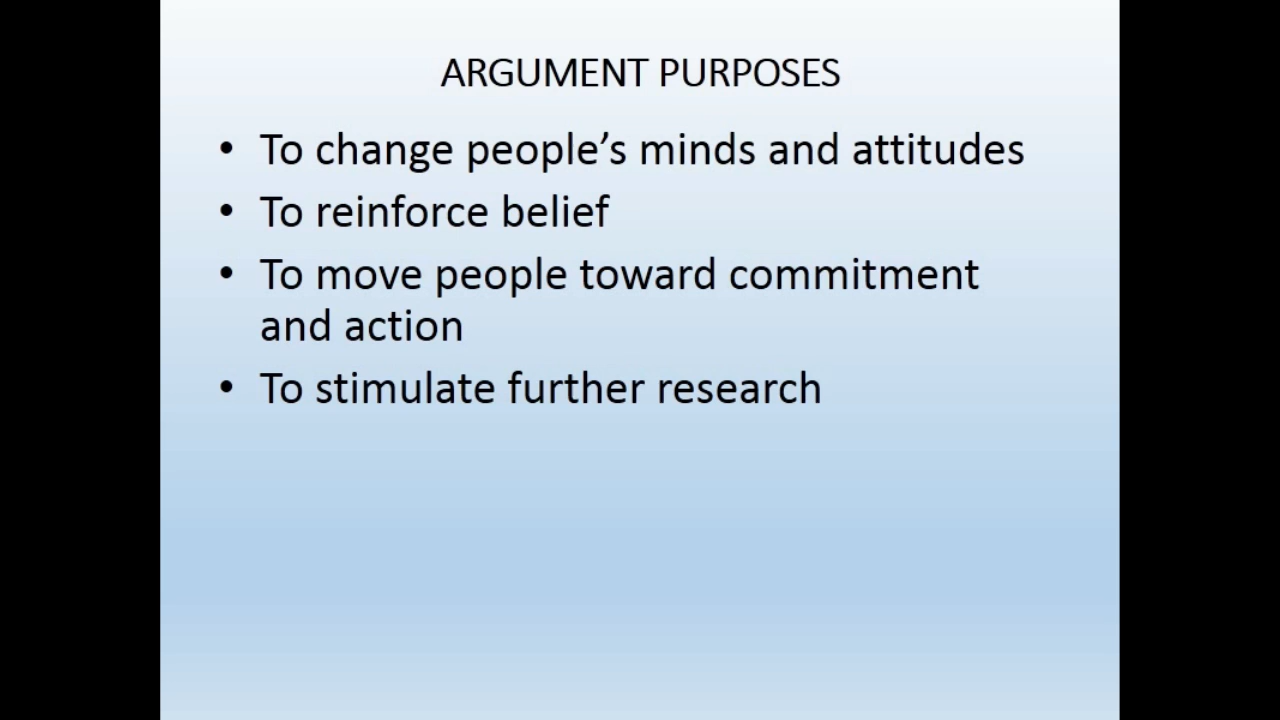 ARGUMENT PURPOSES
• To change people’s minds and attitudes
• To reinforce belief
• To move people toward commitment
and action
• To stimulate further research